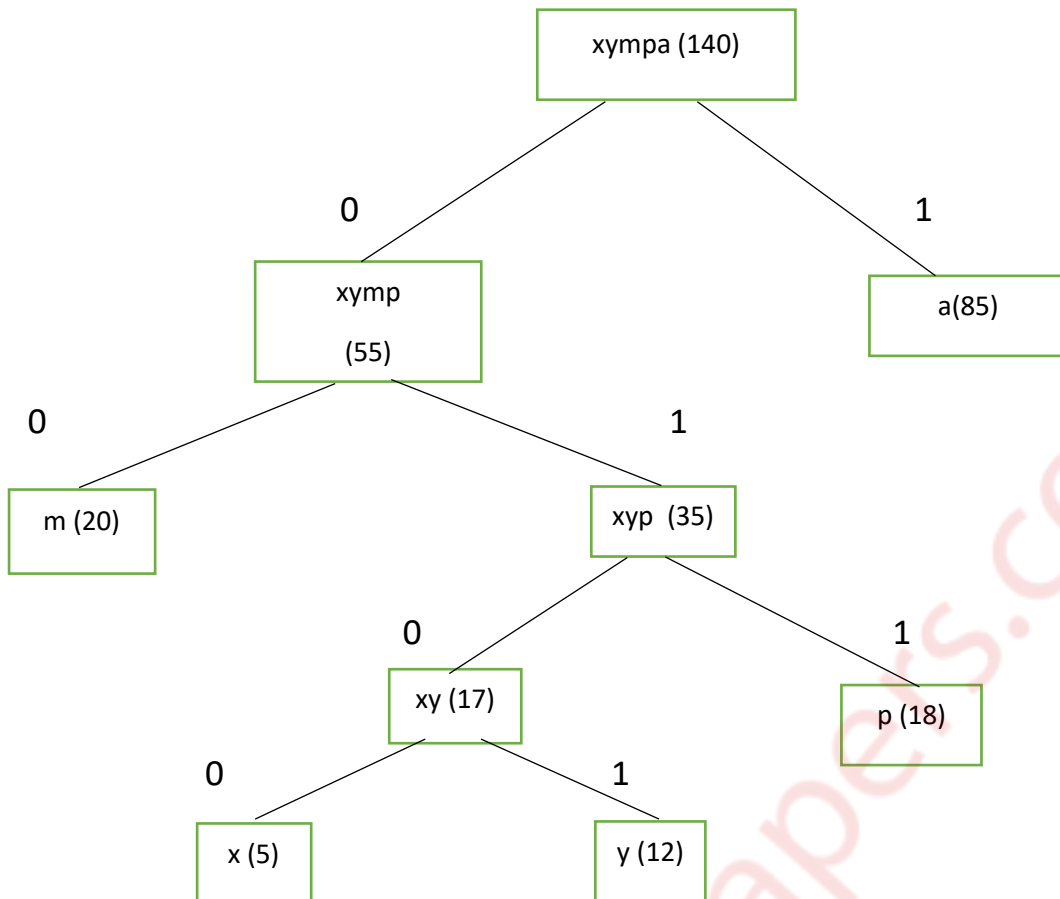 xympa (140)
0
1
xymp
(55)
a(85)
0
1
m (20)
xyp (35)
0
1
xy (17)
p (18)
0
1
x (5)
y (12)